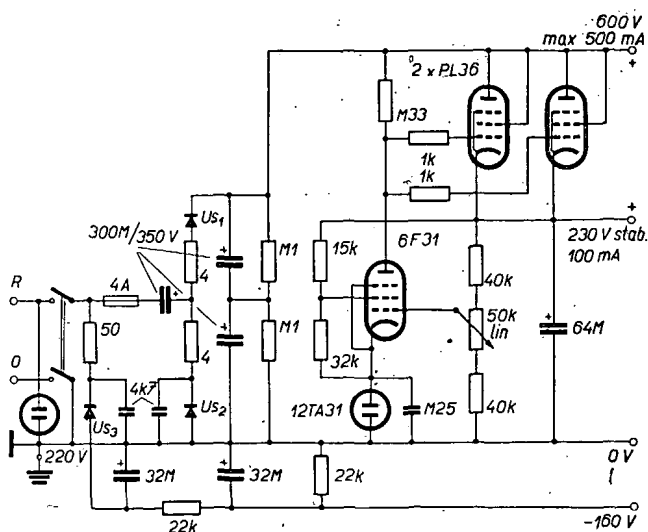 600 V
max 500 mA
+
2 x PL36
M33
1k
1k
+
230 V stab.
100 mA
6F31
15k
32k
40k
50k
lin
40k
64M
+
12TA31
M25
Us1
300M/350 V
4
4
M1
M1
+
+
+
R
4A
50
0
4k7
Us2
Us3
220 V
+
32M
+
32M
22k
22k
0 V
-160 V